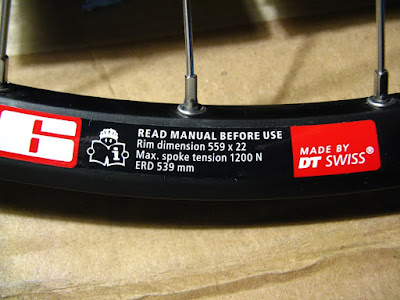 6
i
READ MANUAL BEFORE USE
Rim dimension 559 x 22
Max. spoke tension 1200 N
ERD 539 mm
MADE BY
DT SWISS®